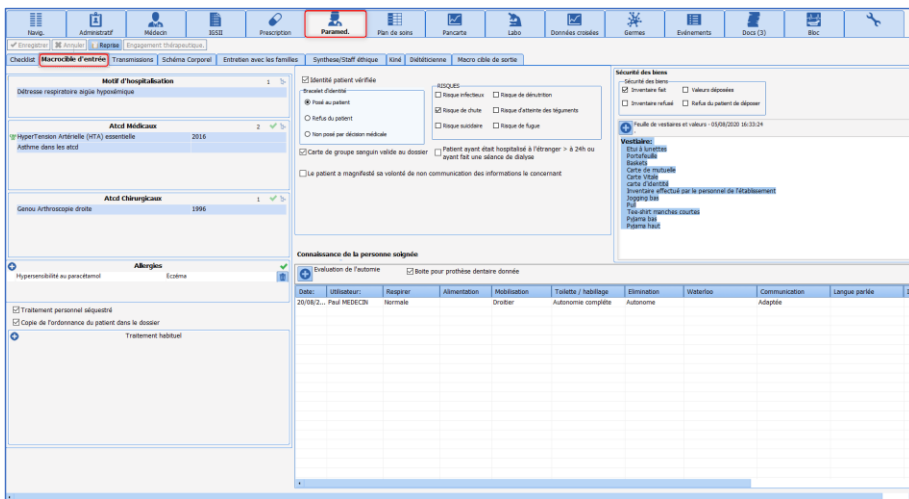 Navig.
Administratif
Médecin
IGSII
Prescription
Paramed.
Plan de soins
Pancarte
Labo
Données croisées
Germes
Evénements
Docs (3)
Bloc
Enregistrer
Annuler
Reprise
Engagement thérapeutique.
Checklist
Macrocible d'entrée
Transmissions
Schéma Corporel
Entretien avec les familles
Synthese/Staff éthique
Kiné
Diététicienne
Macro cible de sortie
Motif d'hospitalisation 1
Détresse respiratoire aigüe hypoxémique
Atcd Médicaux 2
HyperTension Artérielle (HTA) essentielle 2016
Asthme dans les atcd
Atcd Chirurgicaux 1
Genou Arthroscopie droite 1996
Allergies
Hypersensibilité au paracétamol Eczéma
Traitement personnel séquestré
Copie de l'ordonnance du patient dans le dossier
Traitement habituel
Identité patient vérifiée
Bracelet d'identité
Posé au patient
Refus du patient
Non posé par décision médicale
RISQUES
Risque infectieux
Risque de dénutrition
Risque de chute
Risque d'atteinte des téguments
Risque suicidaire
Risque de fugue
Carte de groupe sanguin valide au dossier
Patient ayant était hospitalisé à l'étranger > à 24h ou
ayant fait une séance de dialyse
Le patient a magnifesté sa volonté de non communication des informations le concernant
Sécurité des biens
Sécurité des biens
Inventaire fait
Valeurs déposées
Inventaire refusé
Refus du patient de déposer
Feuille de vestiaires et valeurs - 05/08/2020 16:33:24
Vestiaire:
Etui à lunettes
Portefeuille
Baskets
Carte de mutuelle
Carte Vitale
carte d'identité
Inventaire effectué par le personnel de l'établissement
Jogging bas
Pull
Tee-shirt manches courtes
Pyjama bas
Pyjama haut
Connaissance de la personne soignée
Evaluation de l'automie
Boite pour prothèse dentaire donnée
Date: Utilisateur: Respirer Alimentation Mobilisation Toilette / habillage Elimination Waterloo Communication Langue parlée
20/08/2... Paul MEDECIN Normale Droitier Autonomie complète Autonome Adaptée